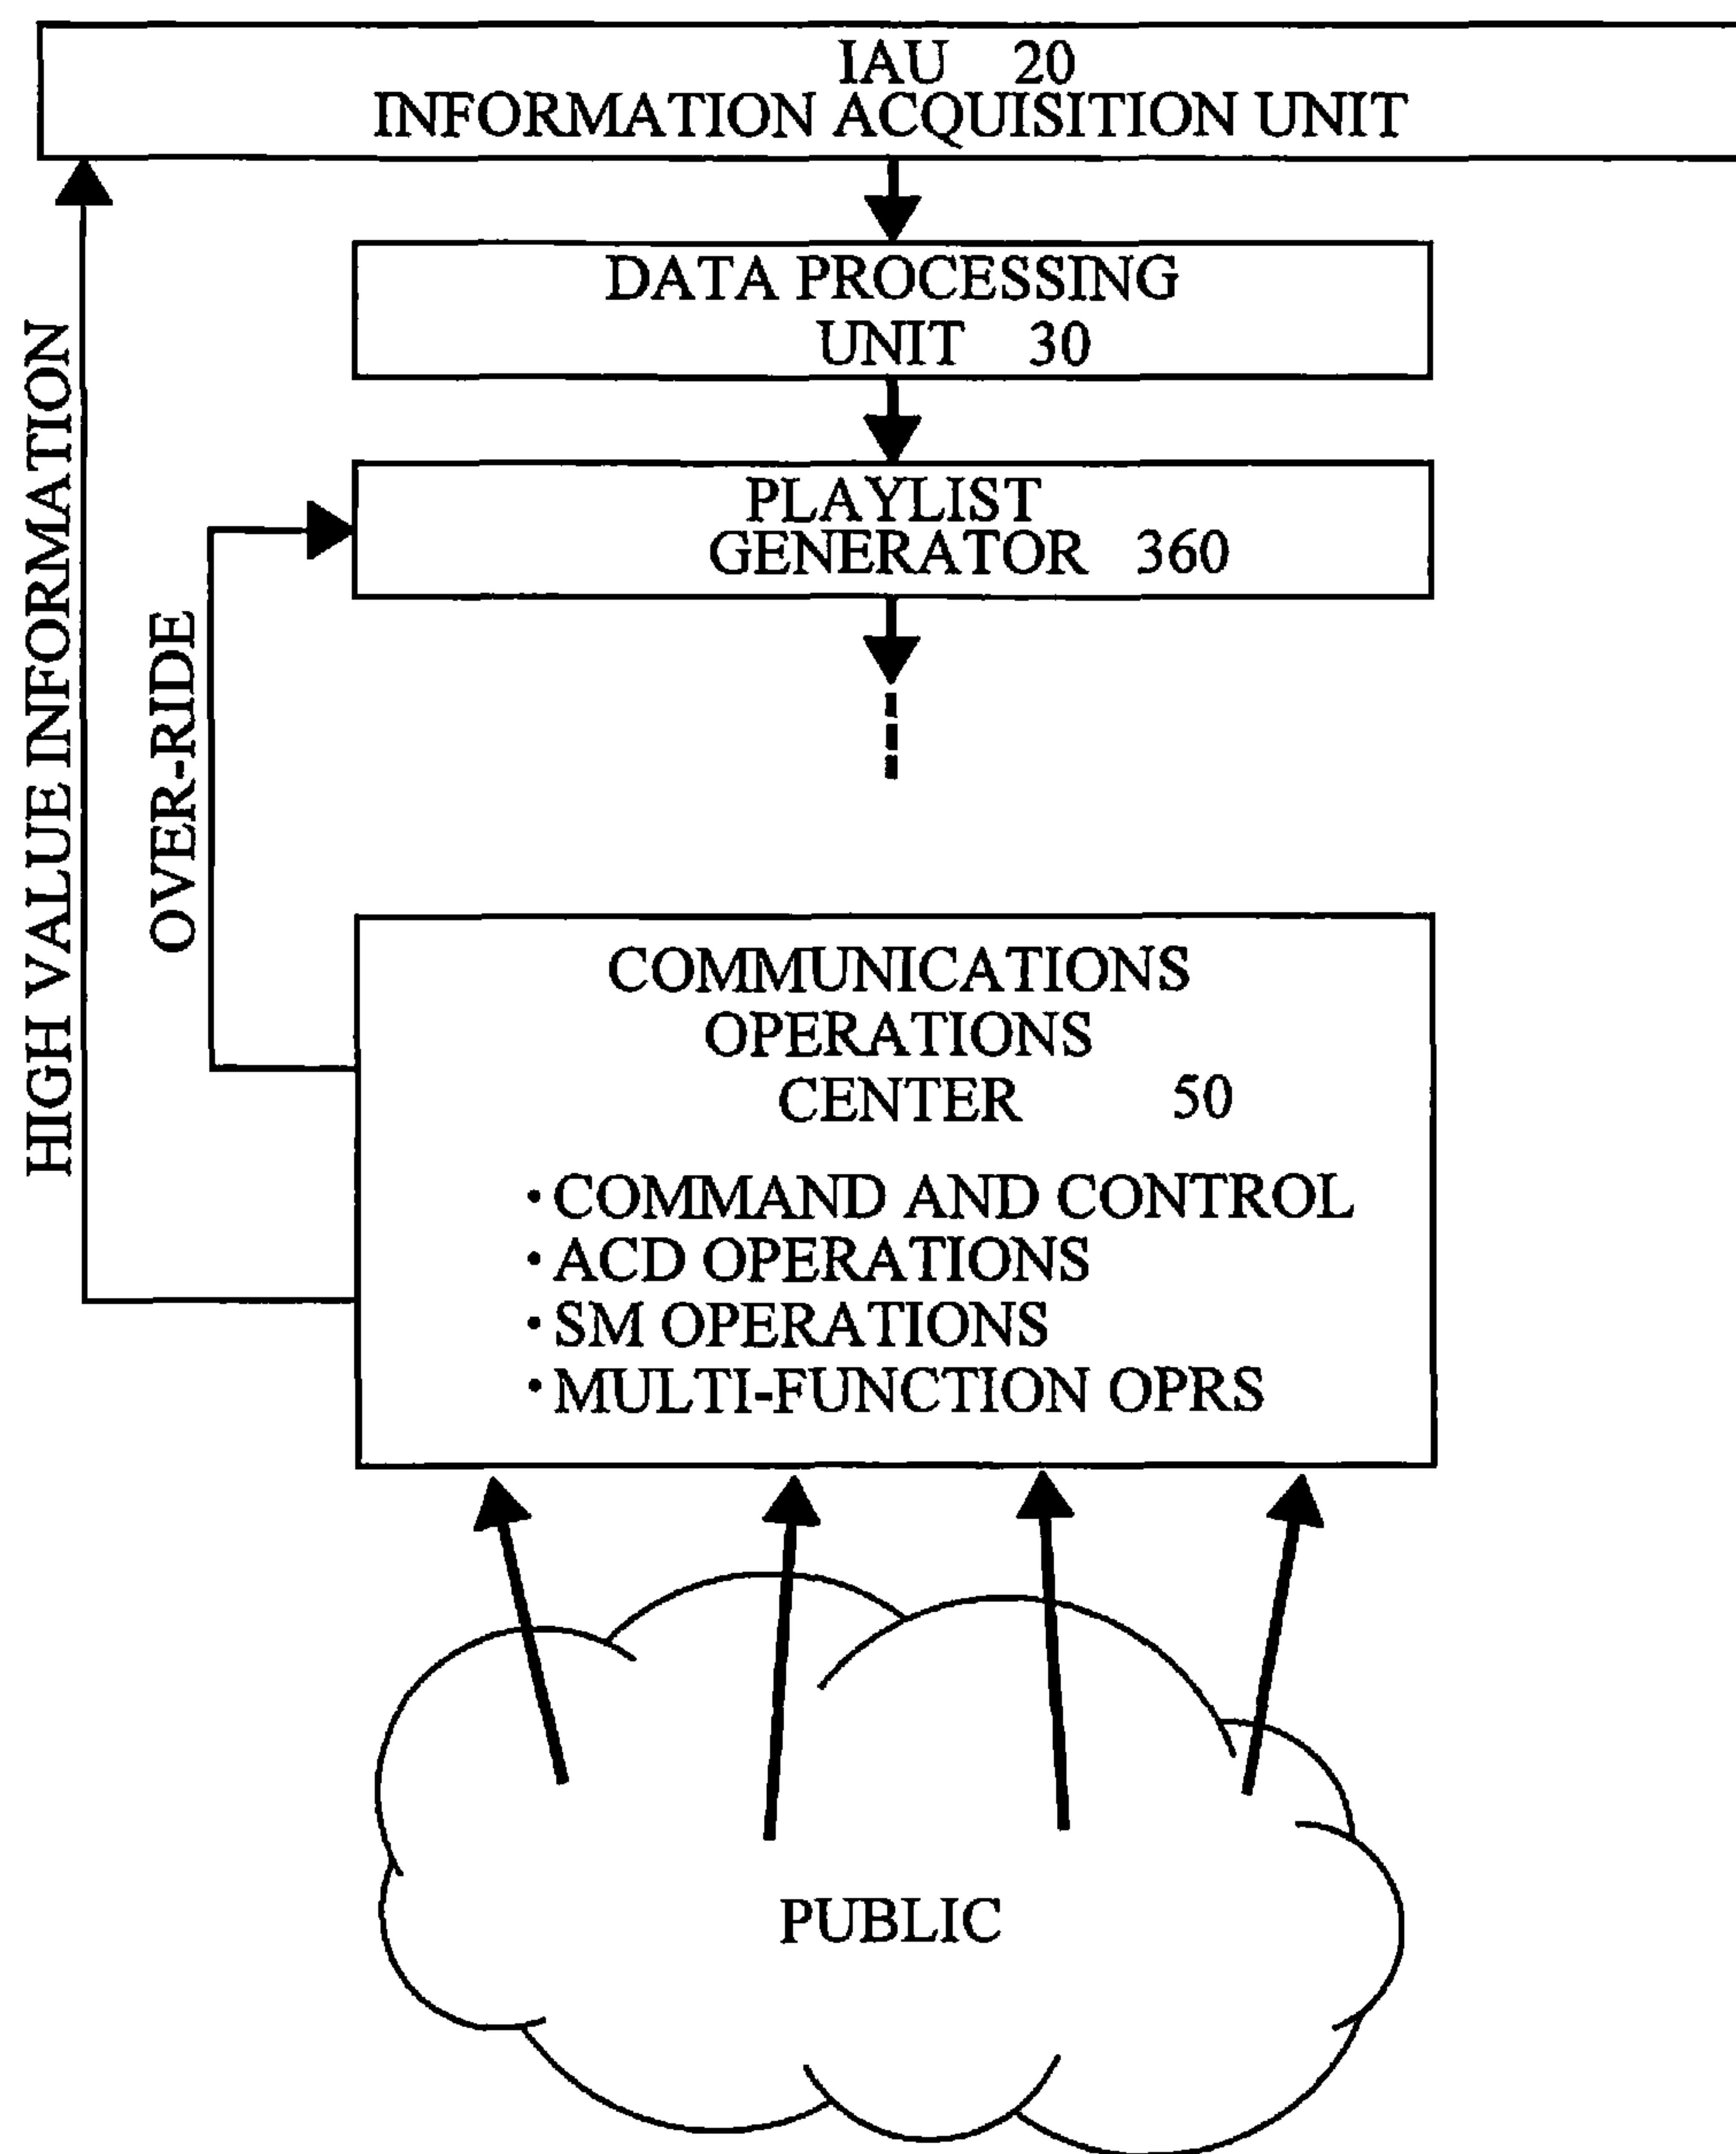 IAU 20
INFORMATION ACQUISITION UNIT
DATA PROCESSING
UNIT 30
PLAYLIST
GENERATOR 360
HIGH VALUE INFORMATION
OVER-RIDE
COMMUNICATIONS
OPERATIONS
CENTER 50
· COMMAND AND CONTROL
· ACD OPERATIONS
· SM OPERATIONS
· MULTI-FUNCTION OPRS
PUBLIC